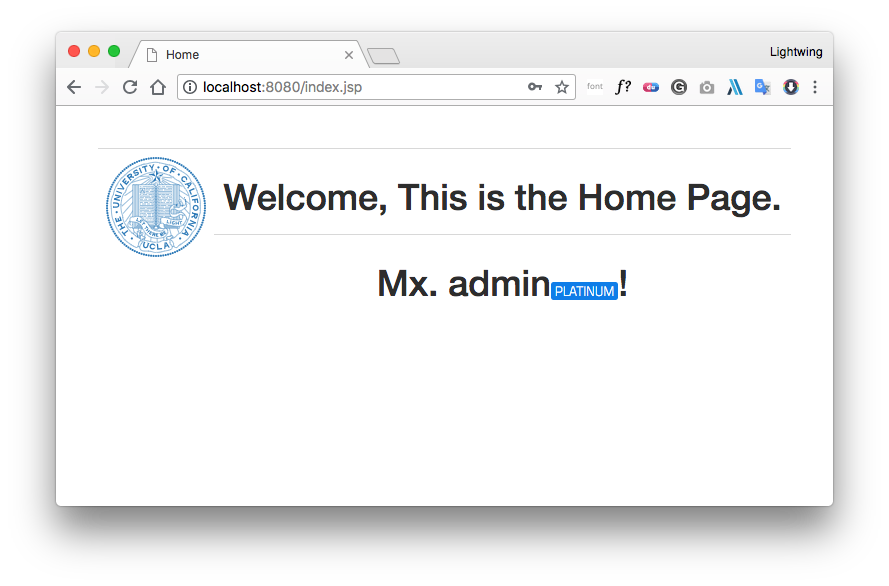 Home
Lightwing
localhost:8080/index.jsp
font
f?
du
G
THE UNIVERSITY OF CALIFORNIA
LET THERE BE LIGHT
UCLA
Welcome, This is the Home Page.
Mx. admin PLATINUM!